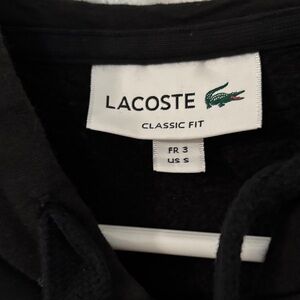 LACOSTE
CLASSIC FIT
FR 3
US S